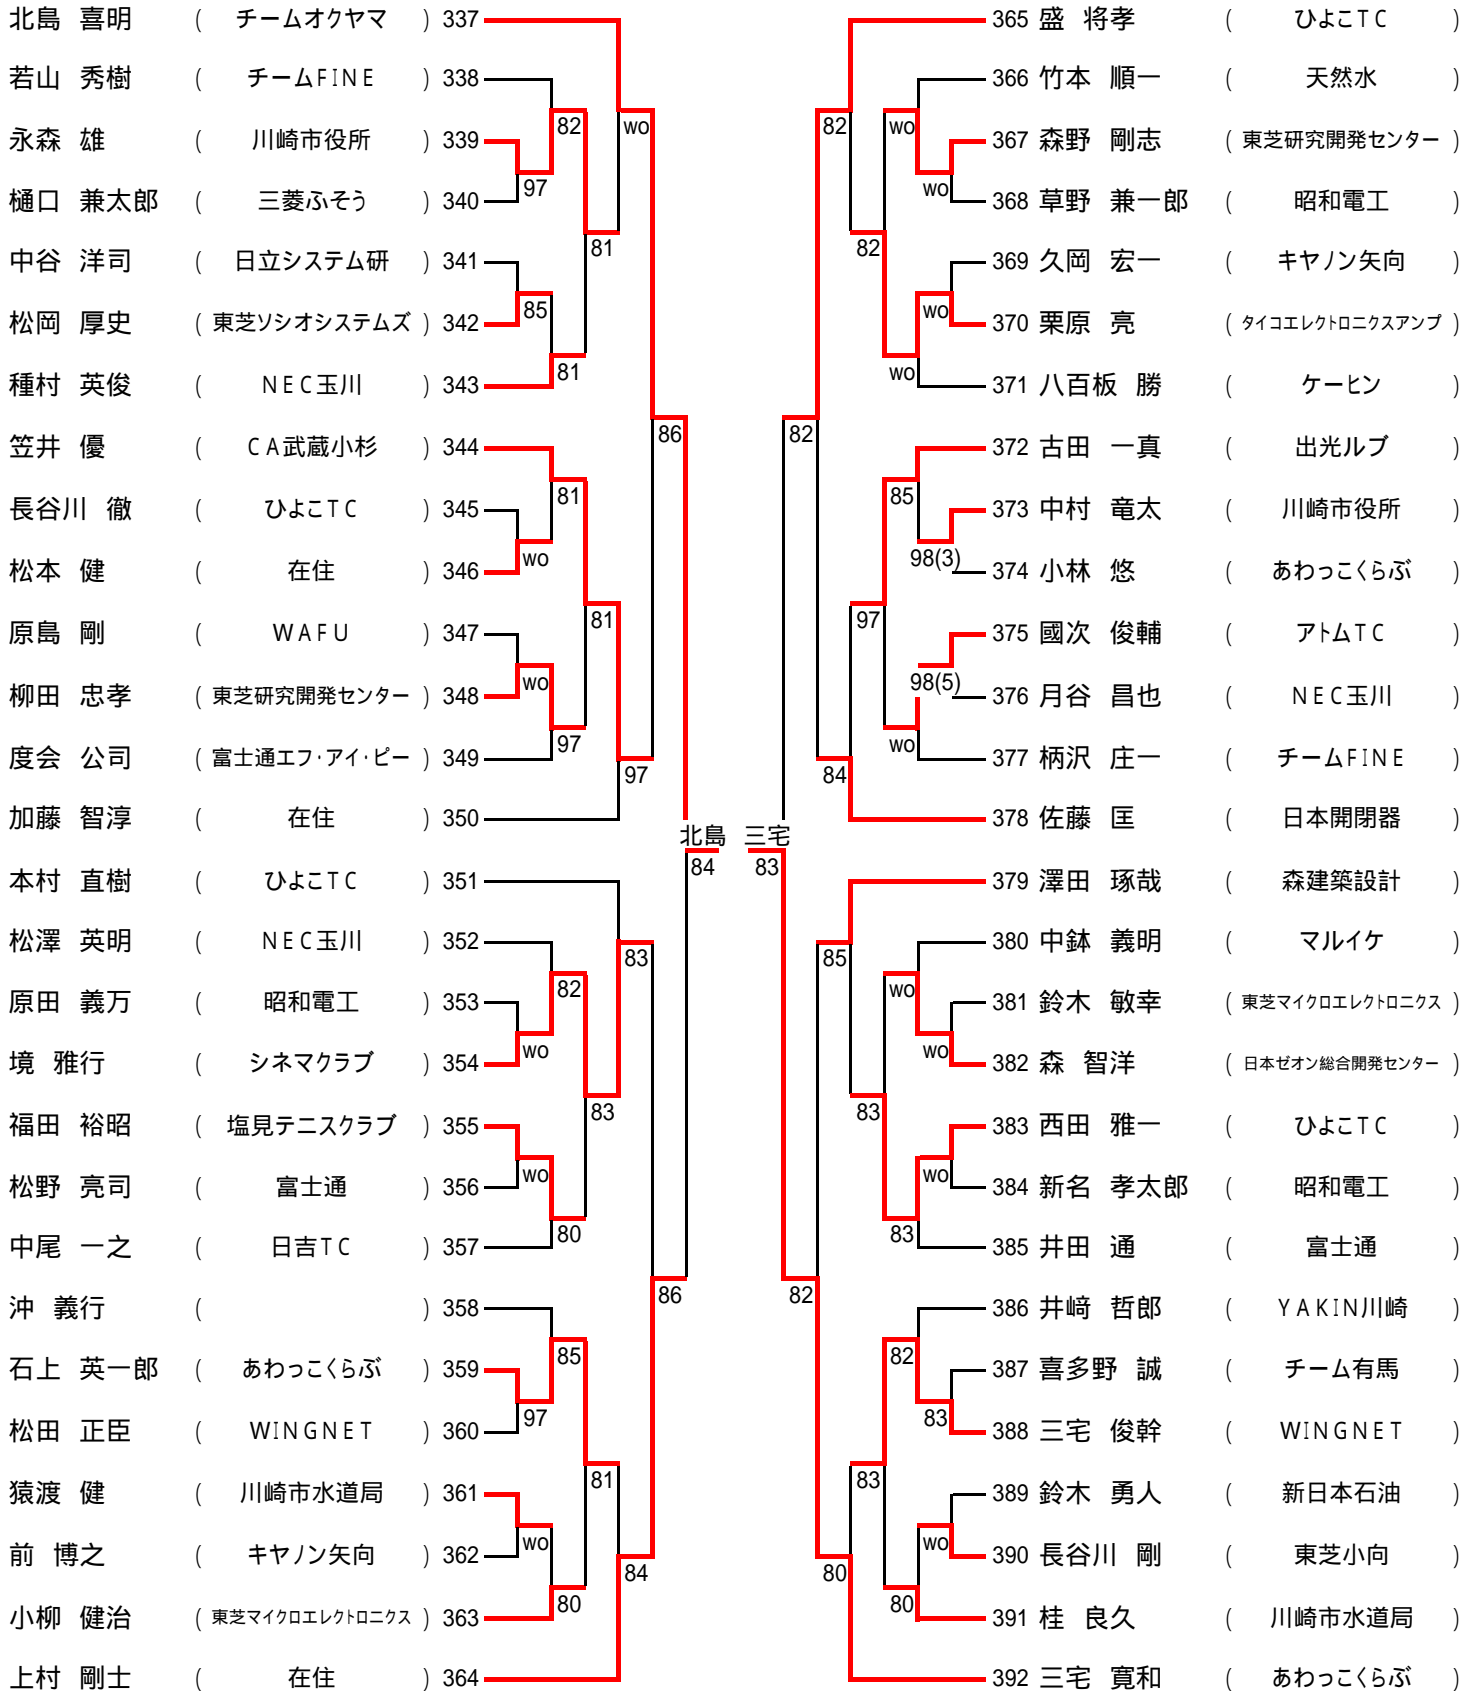 北島 喜明 ( チームオクヤマ ) 337
若山 秀樹 ( チームFINE ) 338
82
wo
永森 雄 ( 川崎市役所 ) 339
97
樋口 兼太郎 ( 三菱ふそう ) 340
81
中谷 洋司 ( 日立システム研 ) 341
85
松岡 厚史 ( 東芝ソシオシステムズ ) 342
81
種村 英俊 ( NEC玉川 ) 343
86
笠井 優 ( CA武蔵小杉 ) 344
81
長谷川 徹 ( ひよこTC ) 345
wo
松本 健 ( 在住 ) 346
81
原島 剛 ( WAFU ) 347
wo
柳田 忠孝 ( 東芝研究開発センター ) 348
97
度会 公司 ( 富士通エフ・アイ・ピー ) 349
97
加藤 智淳 ( 在住 ) 350
北島
84
本村 直樹 ( ひよこTC ) 351
松澤 英明 ( NEC玉川 ) 352
83
82
原田 義万 ( 昭和電工 ) 353
wo
境 雅行 ( シネマクラブ ) 354
83
福田 裕昭 ( 塩見テニスクラブ ) 355
wo
松野 亮司 ( 富士通 ) 356
80
中尾 一之 ( 日吉TC ) 357
86
沖 義行 ( ) 358
85
石上 英一郎 ( あわっこくらぶ ) 359
97
松田 正臣 ( WINGNET ) 360
81
猿渡 健 ( 川崎市水道局 ) 361
wo
前 博之 ( キヤノン矢向 ) 362
84
80
小柳 健治 ( 東芝マイクロエレクトロニクス ) 363
上村 剛士 ( 在住 ) 364
365 盛 将孝 ( ひよこTC )
366 竹本 順一 ( 天然水 )
82
wo
367 森野 剛志 ( 東芝研究開発センター )
wo
368 草野 兼一郎 ( 昭和電工 )
82
369 久岡 宏一 ( キヤノン矢向 )
wo
370 栗原 亮 ( タイコエレクトロニクスアンプ )
wo
371 八百板 勝 ( ケーヒン )
82
372 古田 一真 ( 出光ルブ )
85
373 中村 竜太 ( 川崎市役所 )
98(3)
374 小林 悠 ( あわっこくらぶ )
97
375 國次 俊輔 ( アトムTC )
98(5)
376 月谷 昌也 ( NEC玉川 )
wo
377 柄沢 庄一 ( チームFINE )
84
378 佐藤 匡 ( 日本開閉器 )
三宅
83
379 澤田 琢哉 ( 森建築設計 )
380 中鉢 義明 ( マルイケ )
85
wo
381 鈴木 敏幸 ( 東芝マイクロエレクトロニクス )
wo
382 森 智洋 ( 日本ゼオン総合開発センター )
83
383 西田 雅一 ( ひよこTC )
wo
384 新名 孝太郎 ( 昭和電工 )
83
385 井田 通 ( 富士通 )
82
386 井﨑 哲郎 ( YAKIN川崎 )
82
387 喜多野 誠 ( チーム有馬 )
83
388 三宅 俊幹 ( WINGNET )
83
389 鈴木 勇人 ( 新日本石油 )
wo
390 長谷川 剛 ( 東芝小向 )
80
80
391 桂 良久 ( 川崎市水道局 )
392 三宅 寛和 ( あわっこくらぶ )